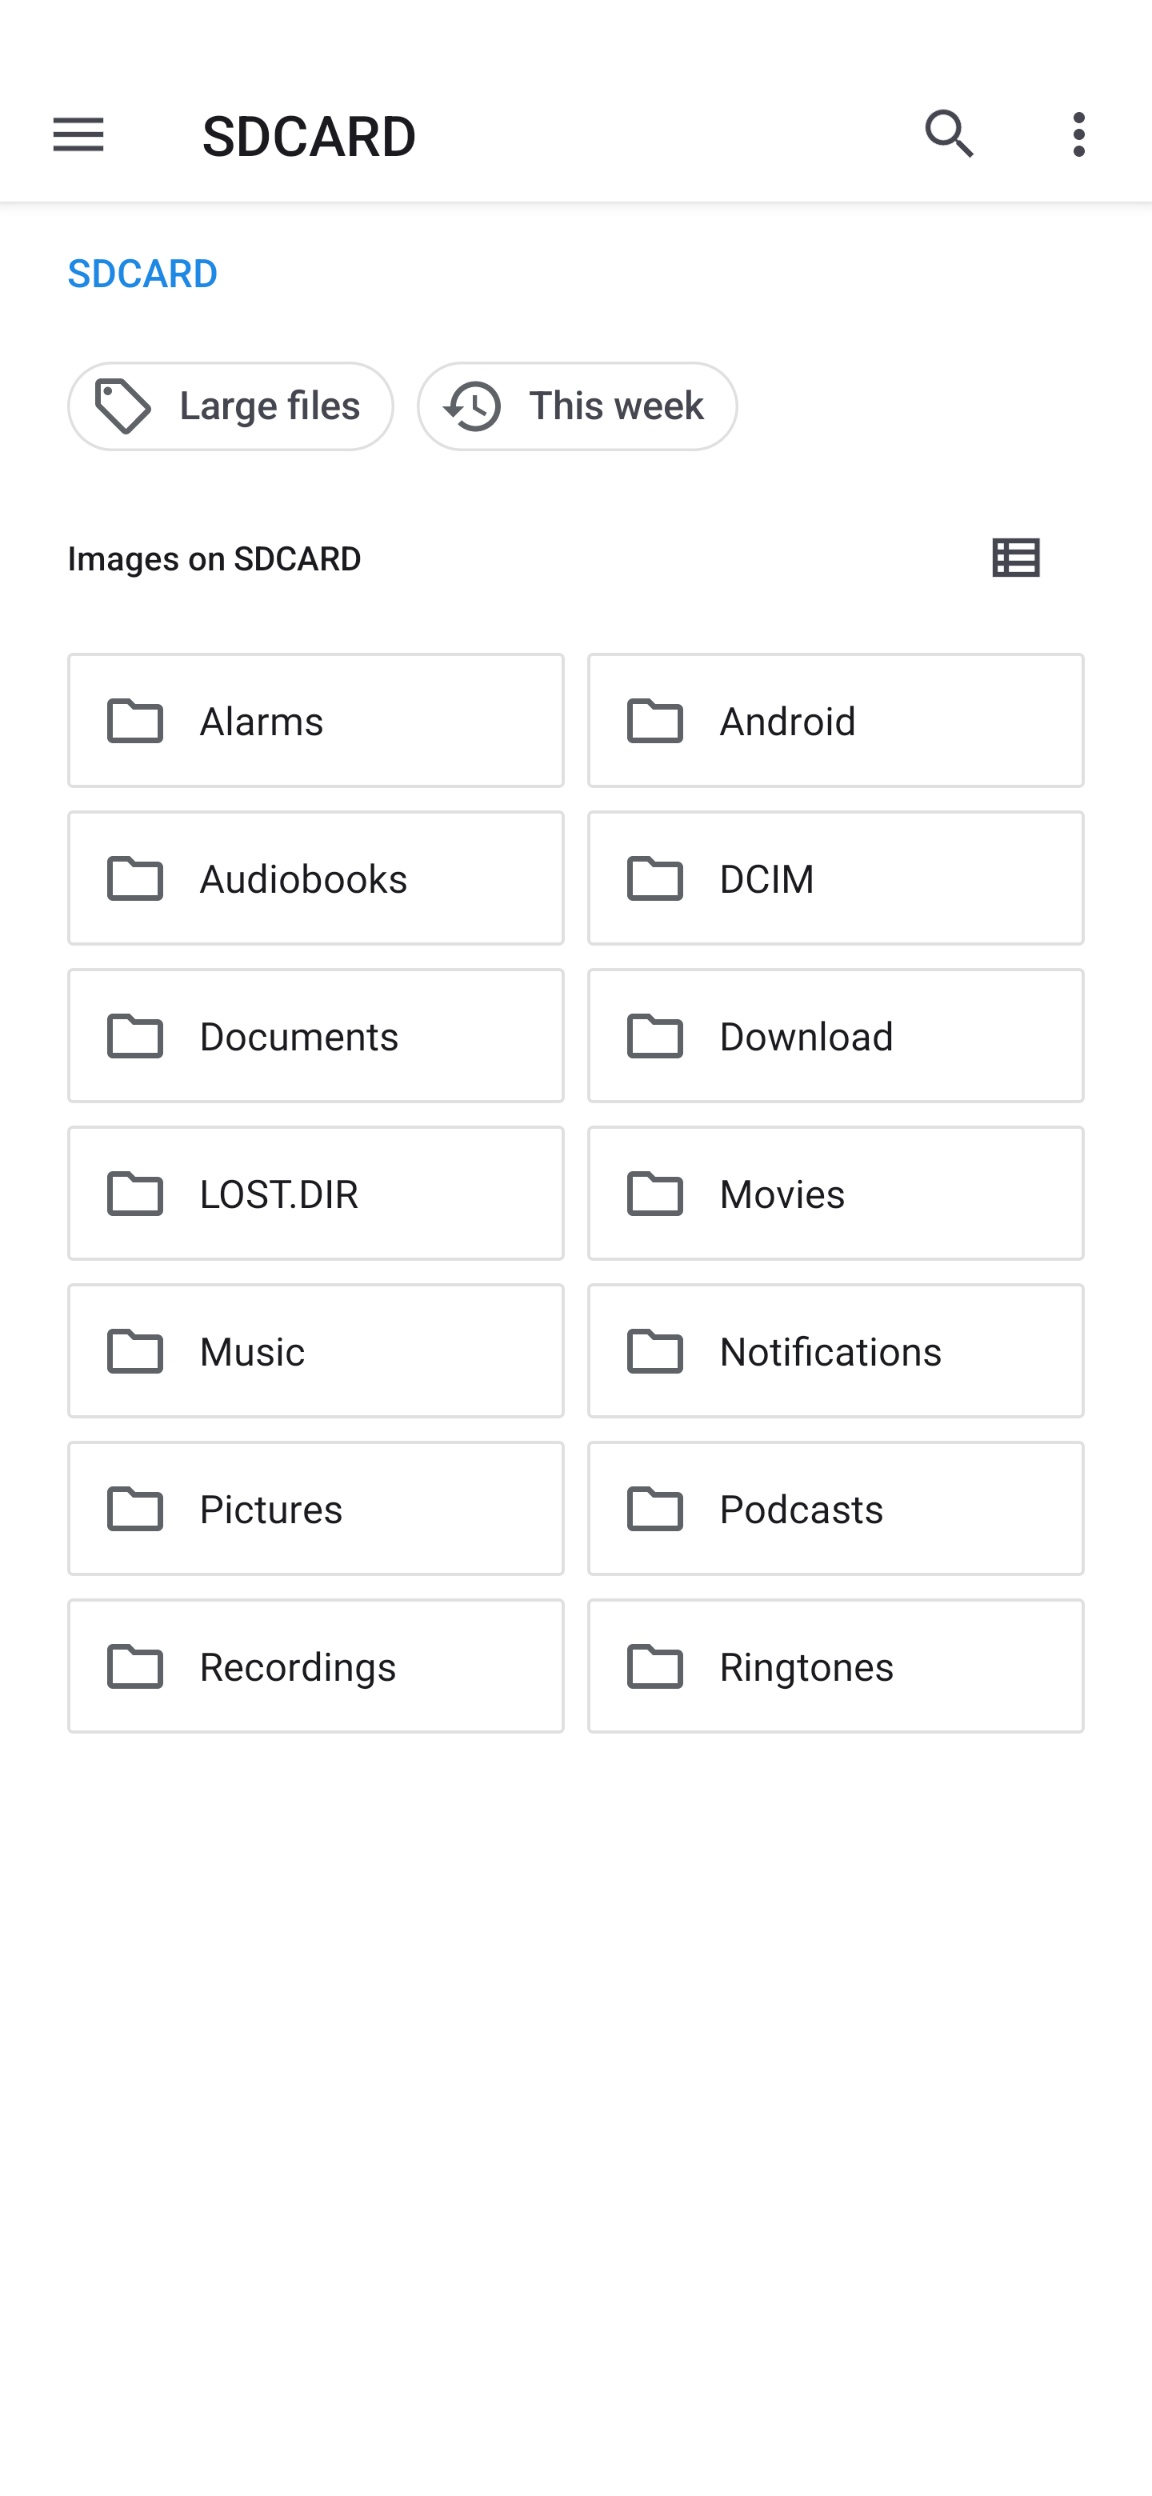 SDCARD
SDCARD
Large files
This week
Images on SDCARD
Alarms
Android
Audiobooks
DCIM
Documents
Download
LOST.DIR
Movies
Music
Notifications
Pictures
Podcasts
Recordings
Ringtones